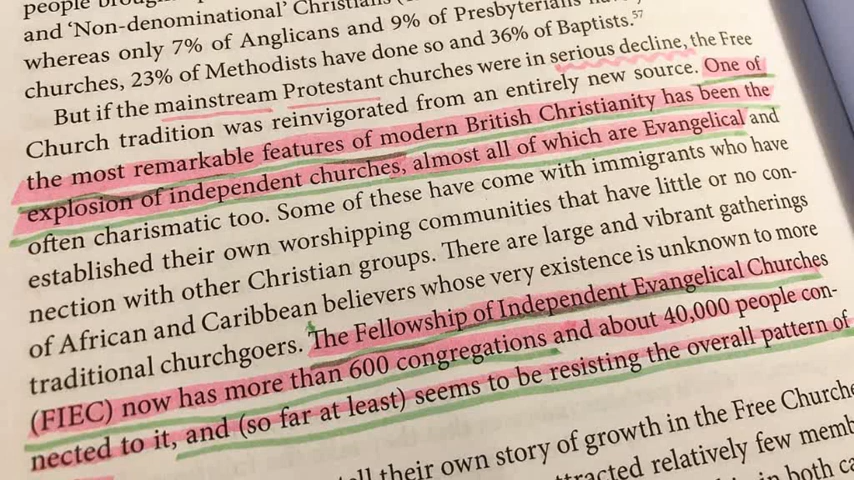 people
and ‘Non-denominational’ Christians
whereas only 7% of Anglicans and 9% of Presbyterians have
churches, 23% of Methodists have done so and 36% of Baptists.57
But if the mainstream Protestant churches were in serious decline, the Free
Church tradition was reinvigorated from an entirely new source. One of
the most remarkable features of modern British Christianity has been the
explosion of independent churches, almost all of which are Evangelical and
often charismatic too. Some of these have come with immigrants who have
established their own worshipping communities that have little or no con-
nection with other Christian groups. There are large and vibrant gatherings
of African and Caribbean believers whose very existence is unknown to more
traditional churchgoers. The Fellowship of Independent Evangelical Churches
(FIEC) now has more than 600 congregations and about 40,000 people con-
nected to it, and (so far at least) seems to be resisting the overall pattern of
their own story of growth in the Free Churche
attracted relatively few memb
in both ca